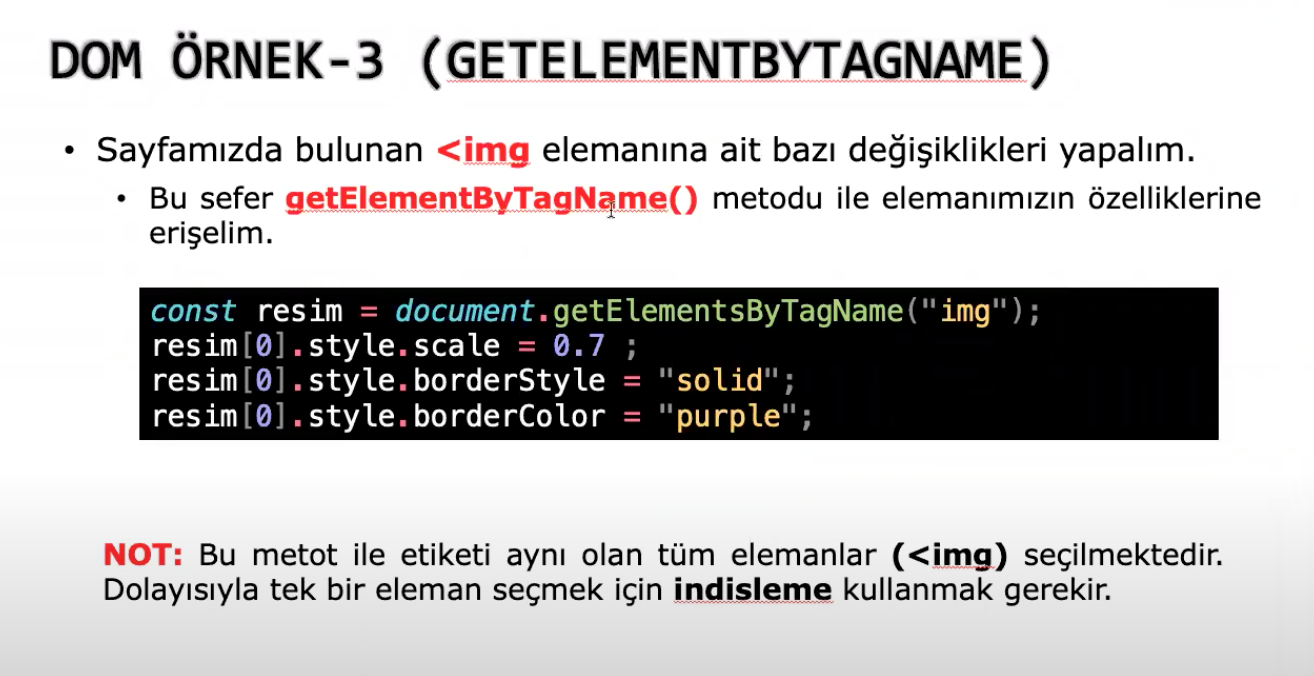 DOM ÖRNEK-3 (GETELEMENTBYTAGNAME)
• Sayfamızda bulunan <img elemanına ait bazı değişiklikleri yapalım.
• Bu sefer getElementByTagName() metodu ile elemanımızın özelliklerine
erişelim.
const resim = document.getElementsByTagName("img");
resim[0].style.scale = 0.7 ;
resim[0].style.borderStyle = "solid";
resim[0].style.borderColor = "purple";
NOT: Bu metot ile etiketi aynı olan tüm elemanlar (<img) seçilmektedir.
Dolayısıyla tek bir eleman seçmek için indisleme kullanmak gerekir.